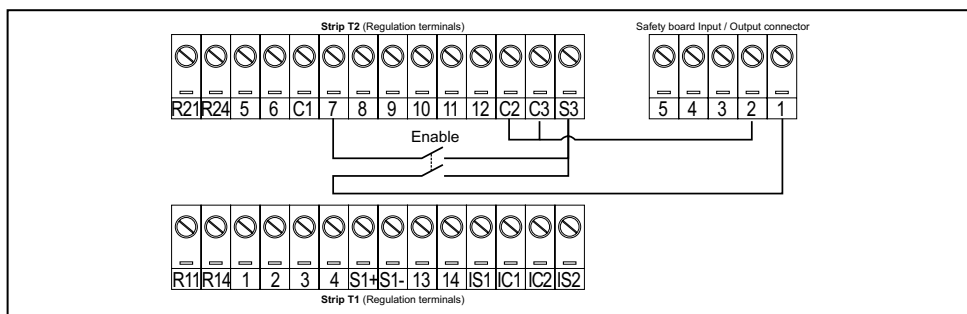 Strip T2 (Regulation terminals) Safety board Input / Output connector
R21 R24 5 6 C1 7 8 9 10 11 12 C2 C3 S3 5 4 3 2 1
Enable
R11 R14 1 2 3 4 S1+ S1- 13 14 IS1 IC1 IC2 IS2
Strip T1 (Regulation terminals)